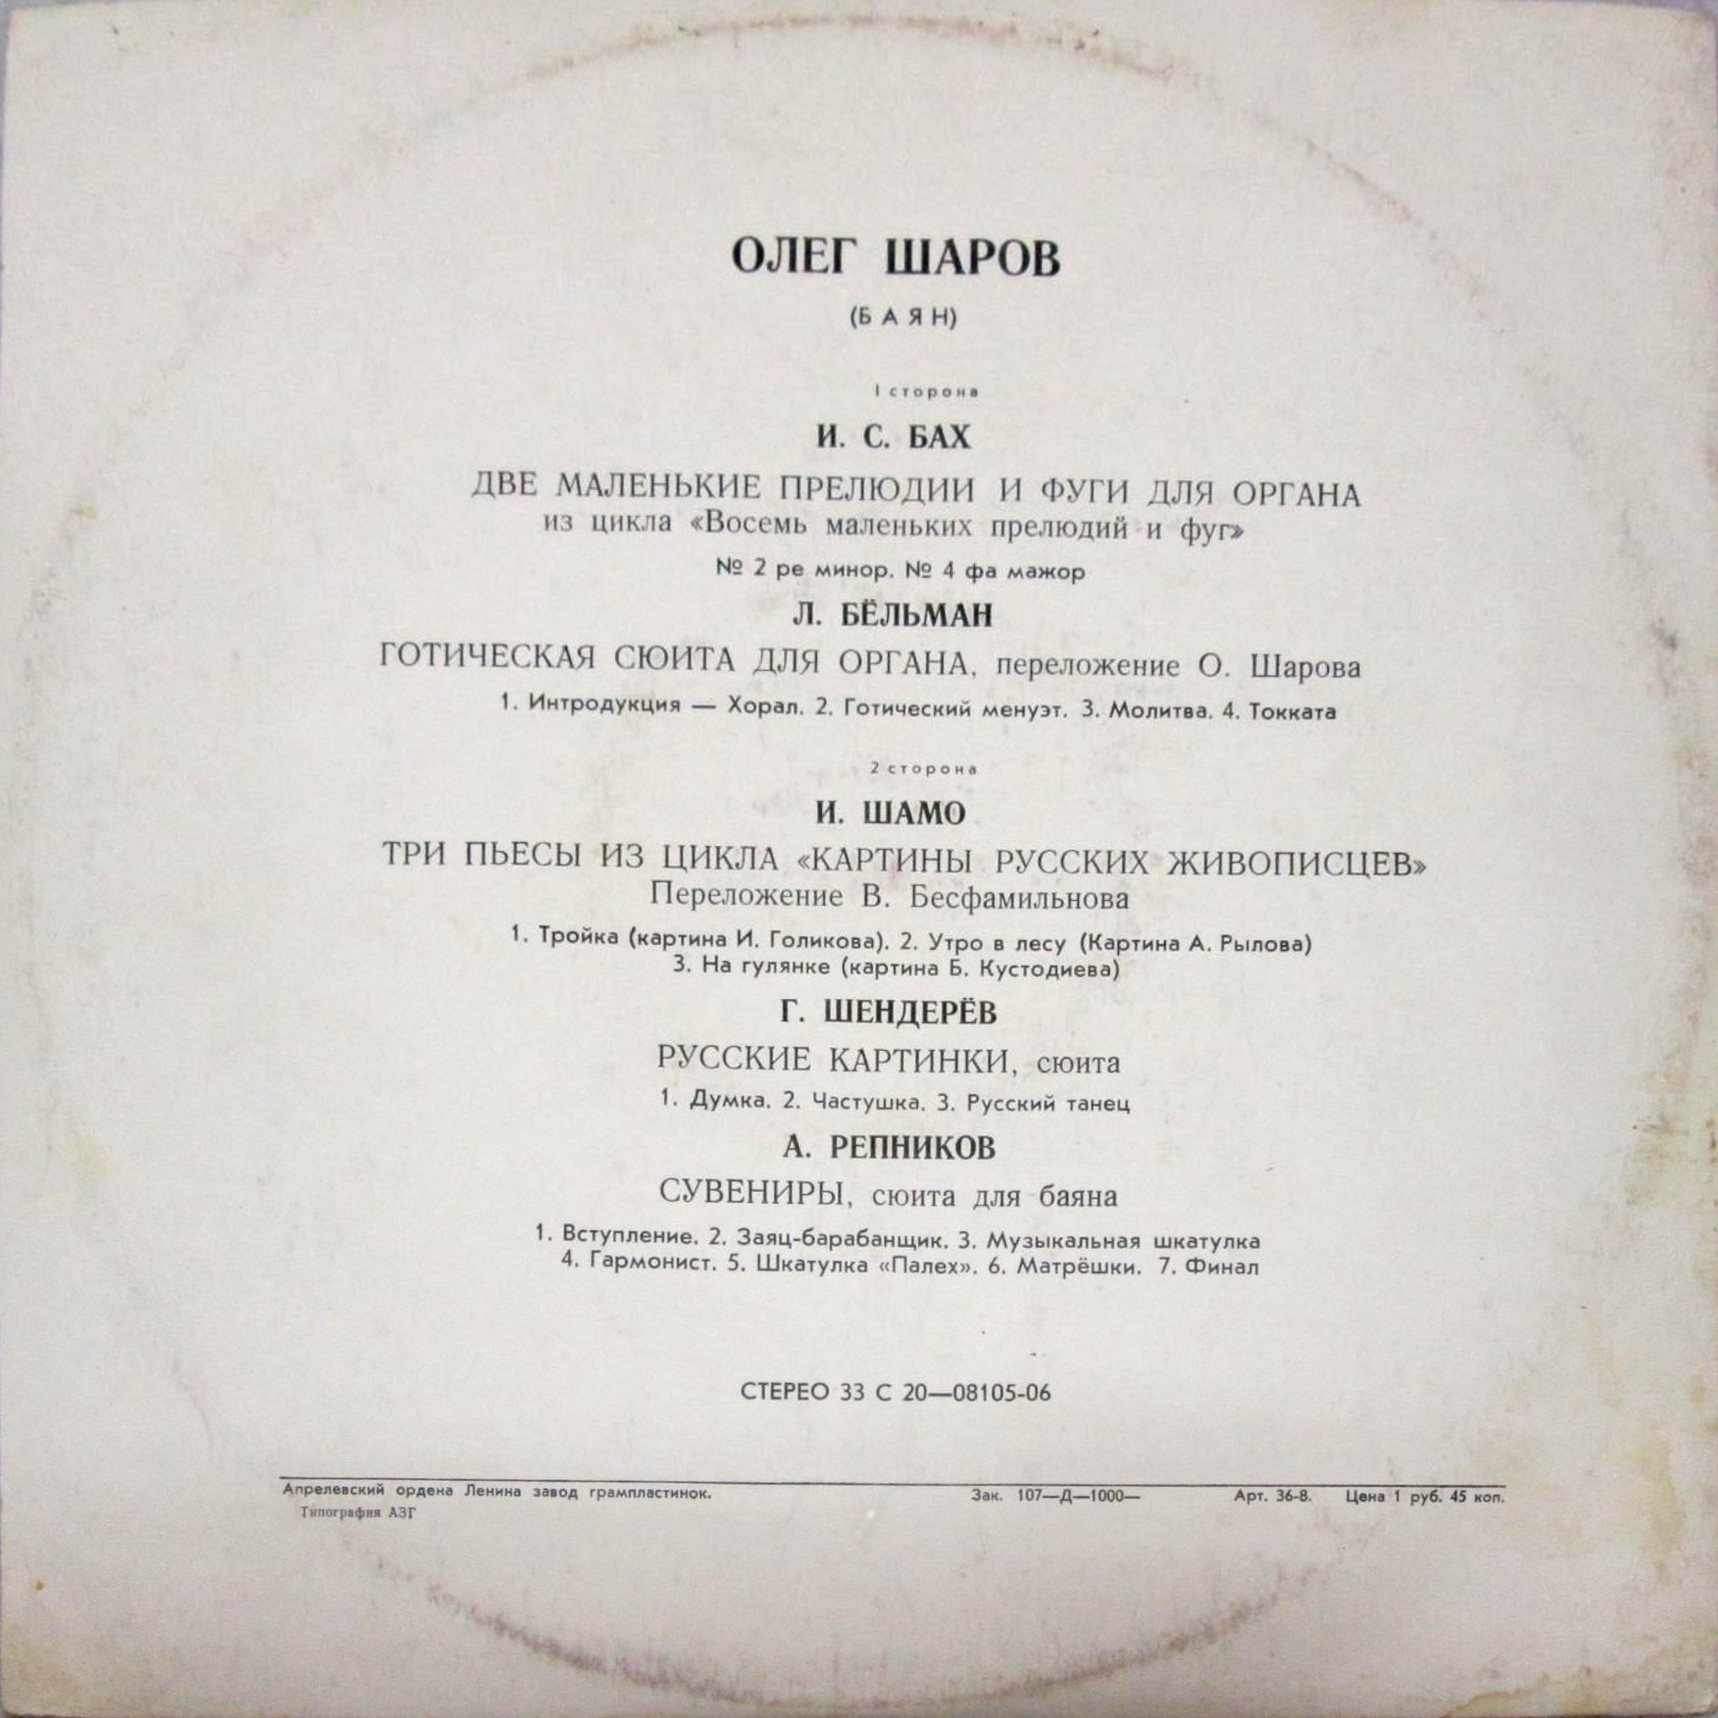 ОЛЕГ ШАРОВ
(БАЯН)
1 сторона
И. С. БАХ
ДВЕ МАЛЕНЬКИЕ ПРЕЛЮДИИ И ФУГИ ДЛЯ ОРГАНА
из цикла «Восемь маленьких прелюдий и фуг»
№ 2 ре минор. № 4 фа мажор
Л. БЁЛЬМАН
ГОТИЧЕСКАЯ СЮИТА ДЛЯ ОРГАНА, переложение О. Шарова
1. Интродукция — Хорал. 2. Готический менуэт. 3. Молитва. 4. Токката
2 сторона
И. ШАМО
ТРИ ПЬЕСЫ ИЗ ЦИКЛА «КАРТИНЫ РУССКИХ ЖИВОПИСЦЕВ»
Переложение В. Бесфамильнова
1. Тройка (картина И. Голикова). 2. Утро в лесу (Картина А. Рылова)
3. На гулянке (картина Б. Кустодиева)
Г. ШЕНДЕРЁВ
РУССКИЕ КАРТИНКИ, сюита
1. Думка. 2. Частушка. 3. Русский танец
А. РЕПНИКОВ
СУВЕНИРЫ, сюита для баяна
1. Вступление. 2. Заяц-барабанщик. 3. Музыкальная шкатулка
4. Гармонист. 5. Шкатулка «Палех». 6. Матрёшки. 7. Финал
СТЕРЕО 33 С 20—08105-06
Апрелевский ордена Ленина завод грампластинок. Зак. 107—Д—1000— Арт. 36-8. Цена 1 руб. 45 коп.
Типография АЗГ